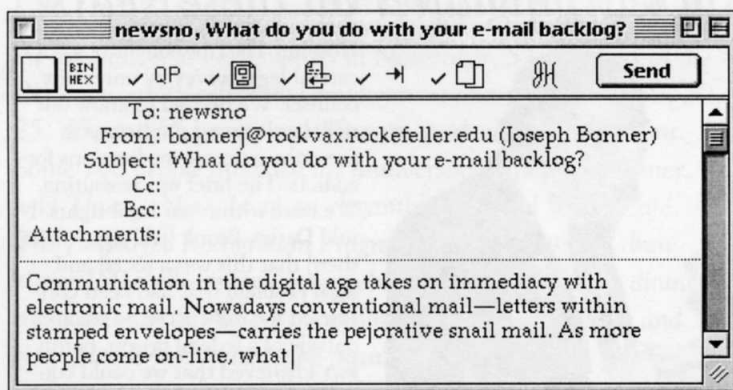 newsno, What do you do with your e-mail backlog?
BIN
HEX
QP
Send
To: newsno
From: bonnerj@rockvax.rockefeller.edu (Joseph Bonner)
Subject: What do you do with your e-mail backlog?
Cc:
Bcc:
Attachments:
Communication in the digital age takes on immediacy with
electronic mail. Nowadays conventional mail—letters within
stamped envelopes—carries the pejorative snail mail. As more
people come on-line, what